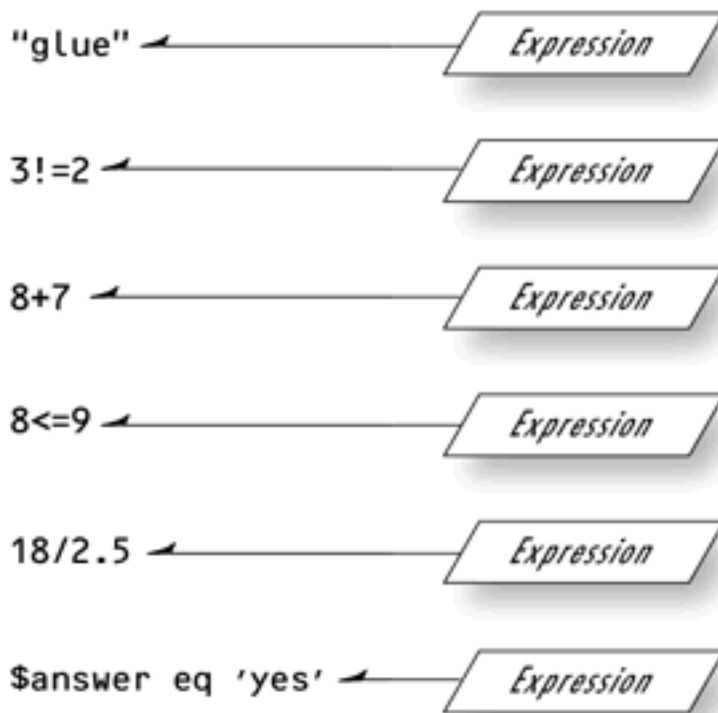 "glue" Expression
3!=2 Expression
8+7 Expression
8<=9 Expression
18/2.5 Expression
$answer eq 'yes' Expression